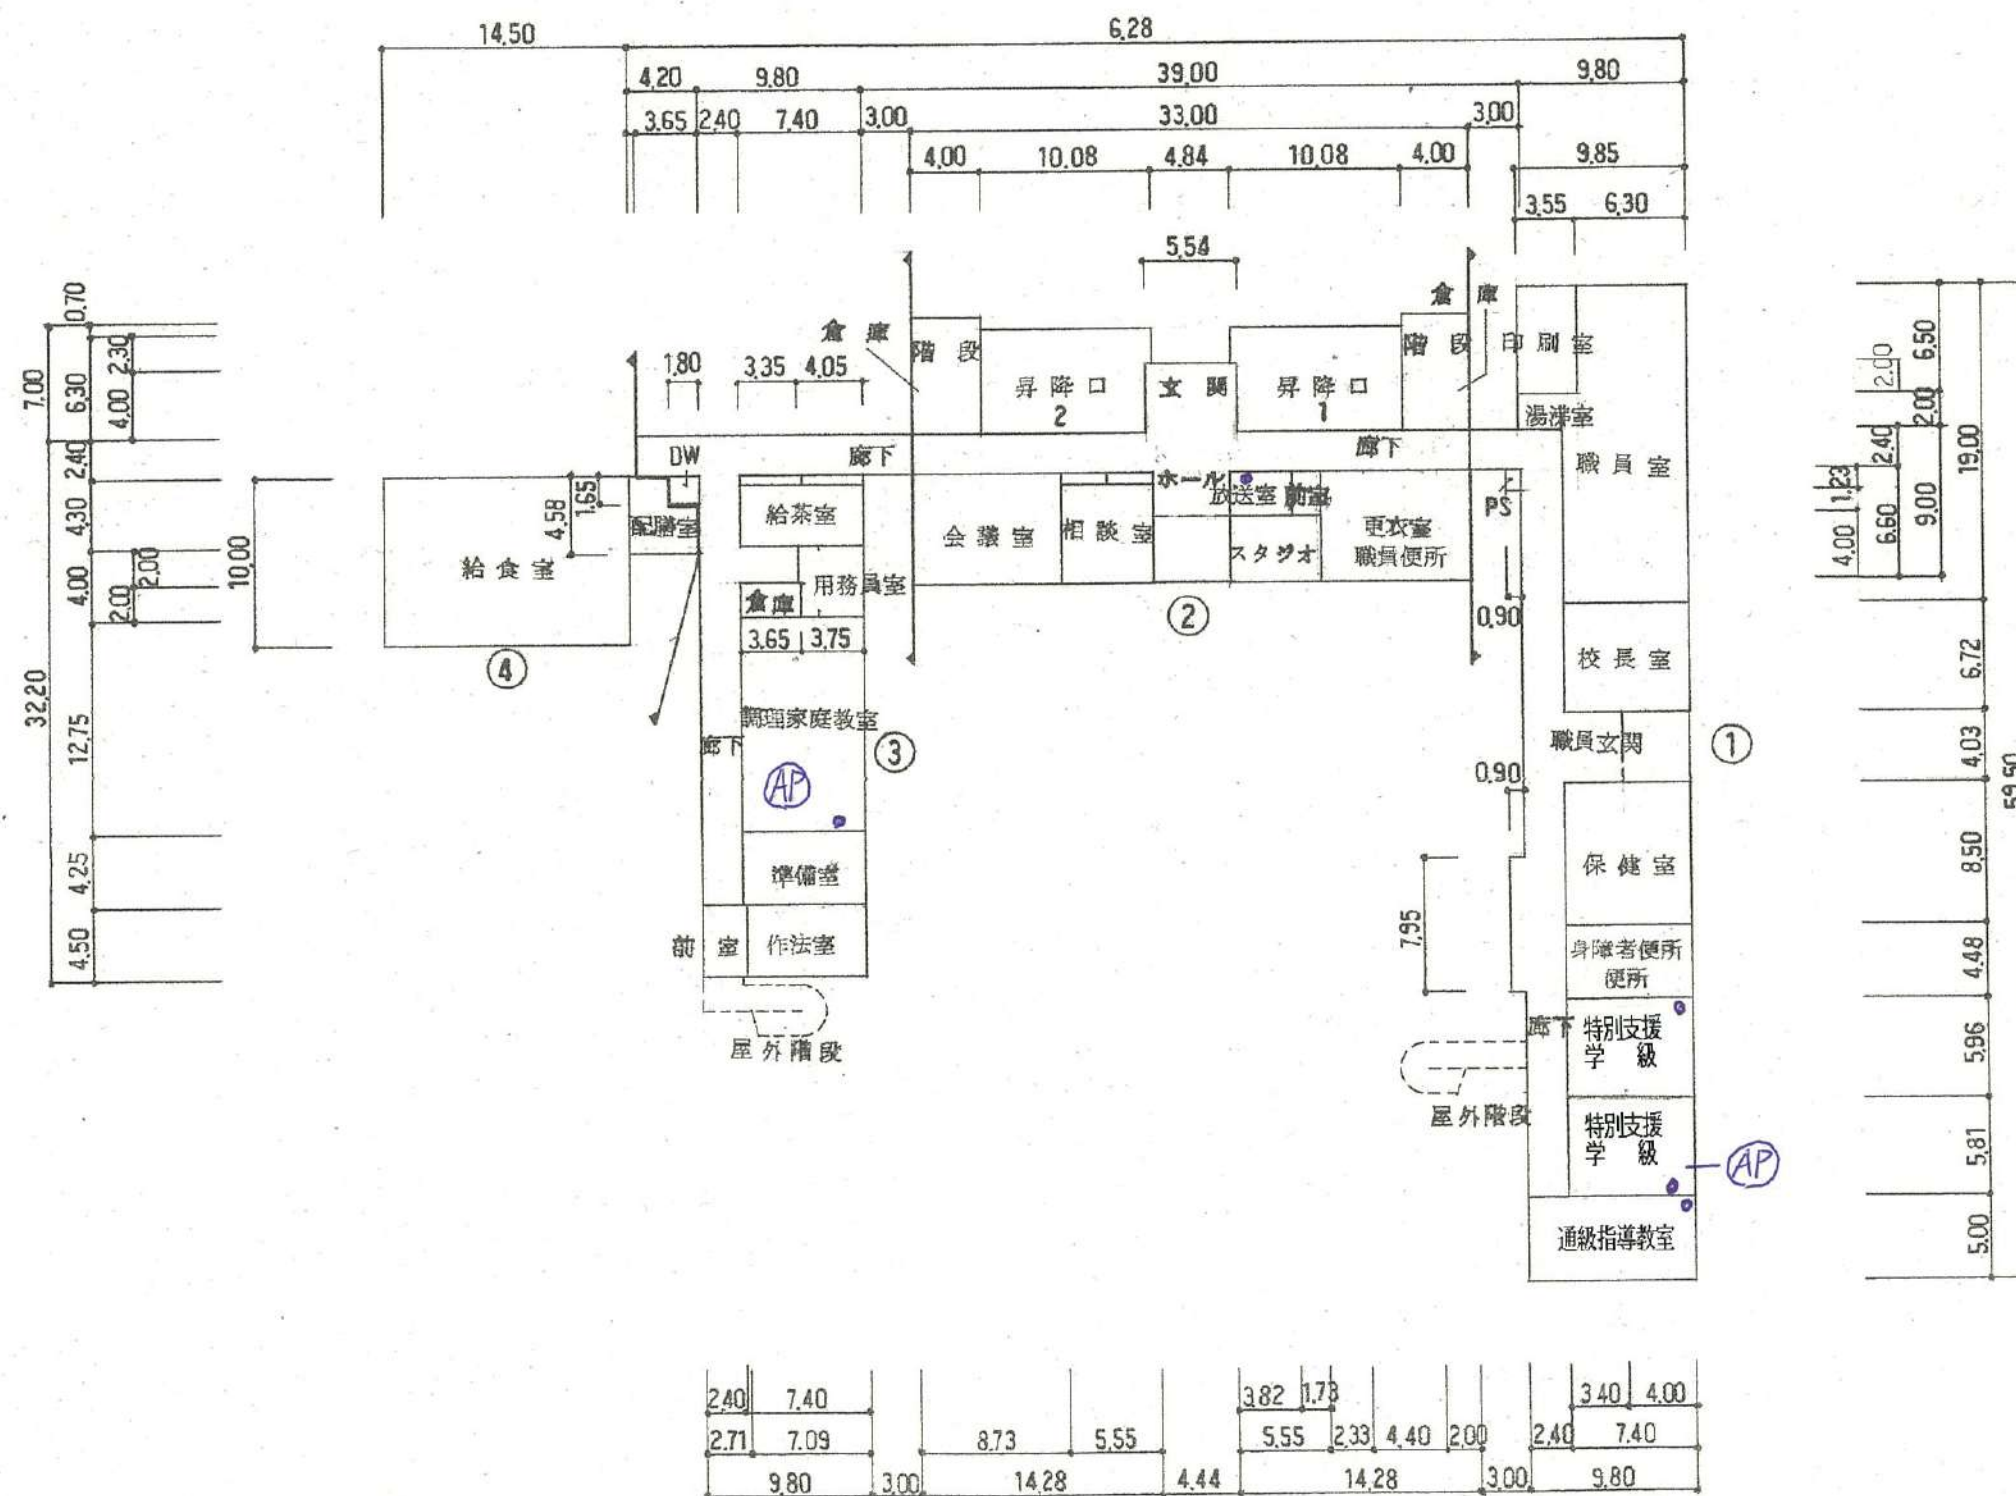 14.50 6.28
4.20 9.80 39.00 9.80
3.65 2.40 7.40 3.00 33.00 3.00
4.00 10.08 4.84 10.08 4.00 9.85
3.55 6.30
5.54
倉庫
倉庫
階段
昇降口
2
玄関
昇降口
1
階段
印刷室
湯沸室
1.80 3.35 4.05
DW
廊下
ホール
廊下
職員室
給食室
4.58
1.65
配膳室
給茶室
会議室
相談室
放送室
前室
スタジオ
更衣室
職員便所
PS
用務員室
倉庫
②
0.90
3.65 3.75
校長室
④
調理家庭教室
廊下
③
AP
職員玄関
①
0.90
準備室
保健室
7.95
前室
作法室
身障者便所
便所
屋外階段
廊下
特別支援
学級
屋外階段
特別支援
学級
AP
通級指導教室
0.70
7.00
6.30
2.30
4.00
2.40
4.30
10.00
4.00
2.00
2.00
32.20
12.75
4.25
4.50
2.00
6.50
2.00
2.40
19.00
1.23
4.00
6.60
9.00
6.72
4.03
59.50
8.50
4.48
5.96
5.81
5.00
2.40 7.40 3.82 1.73 3.40 4.00
2.71 7.09 8.73 5.55 5.55 2.33 4.40 2.00 2.40 7.40
9.80 3.00 14.28 4.44 14.28 3.00 9.80